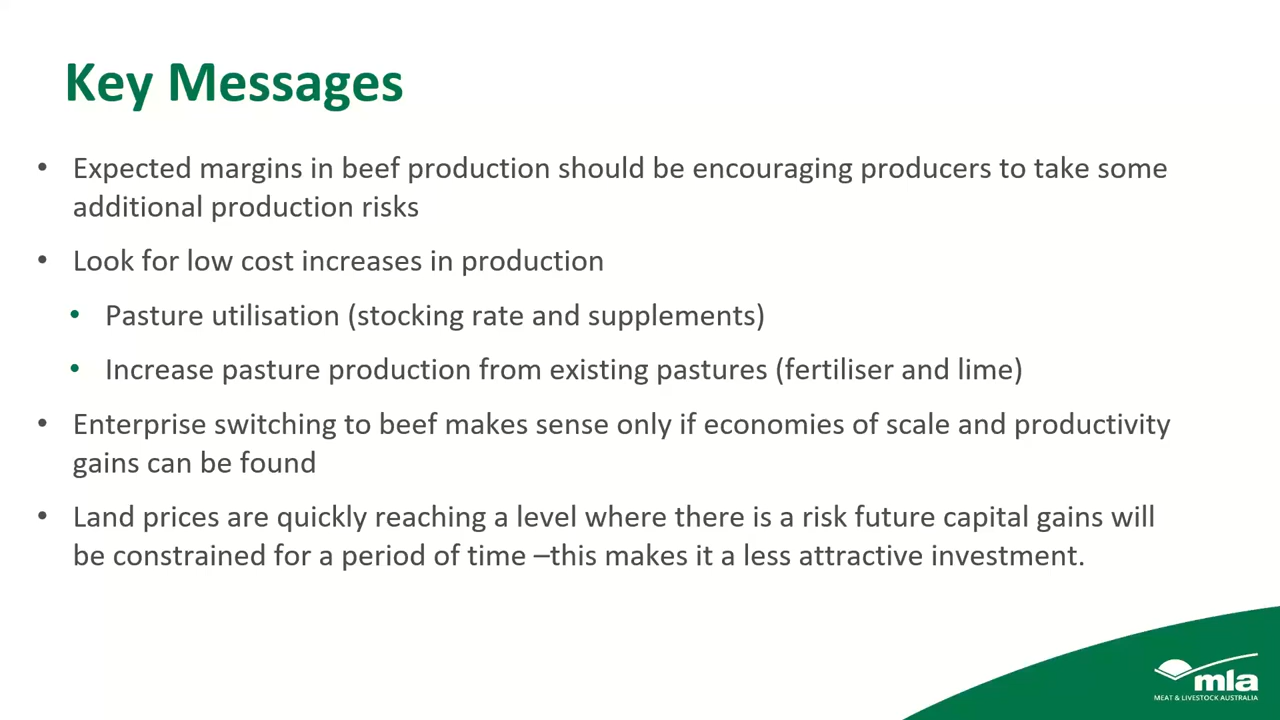 Key Messages
• Expected margins in beef production should be encouraging producers to take some
additional production risks
• Look for low cost increases in production
• Pasture utilisation (stocking rate and supplements)
• Increase pasture production from existing pastures (fertiliser and lime)
• Enterprise switching to beef makes sense only if economies of scale and productivity
gains can be found
• Land prices are quickly reaching a level where there is a risk future capital gains will
be constrained for a period of time –this makes it a less attractive investment.
mla
MEAT & LIVESTOCK AUSTRALIA